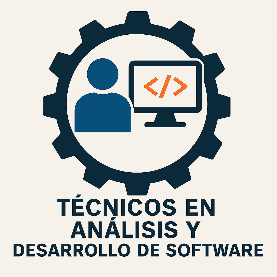 </>
TÉCNICOS EN
ANÁLISIS Y
DESARROLLO DE SOFTWARE